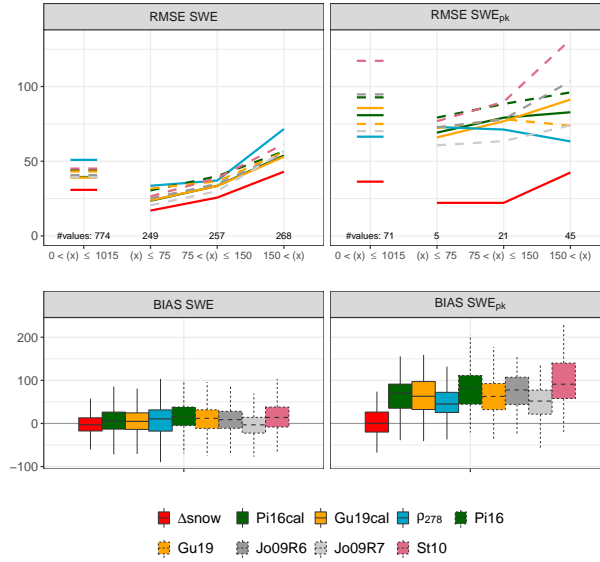 RMSE SWE
RMSE SWEpk
100
50
0
#values: 774 249 257 268
#values: 71 5 21 45
0 < (x) ≤ 1015 (x) ≤ 75 75 < (x) ≤ 150 150 < (x)
0 < (x) ≤ 1015 (x) ≤ 75 75 < (x) ≤ 150 150 < (x)
BIAS SWE
BIAS SWEpk
200
100
0
−100
Δsnow Pi16cal Gu19cal ρ278 Pi16
Gu19 Jo09R6 Jo09R7 St10